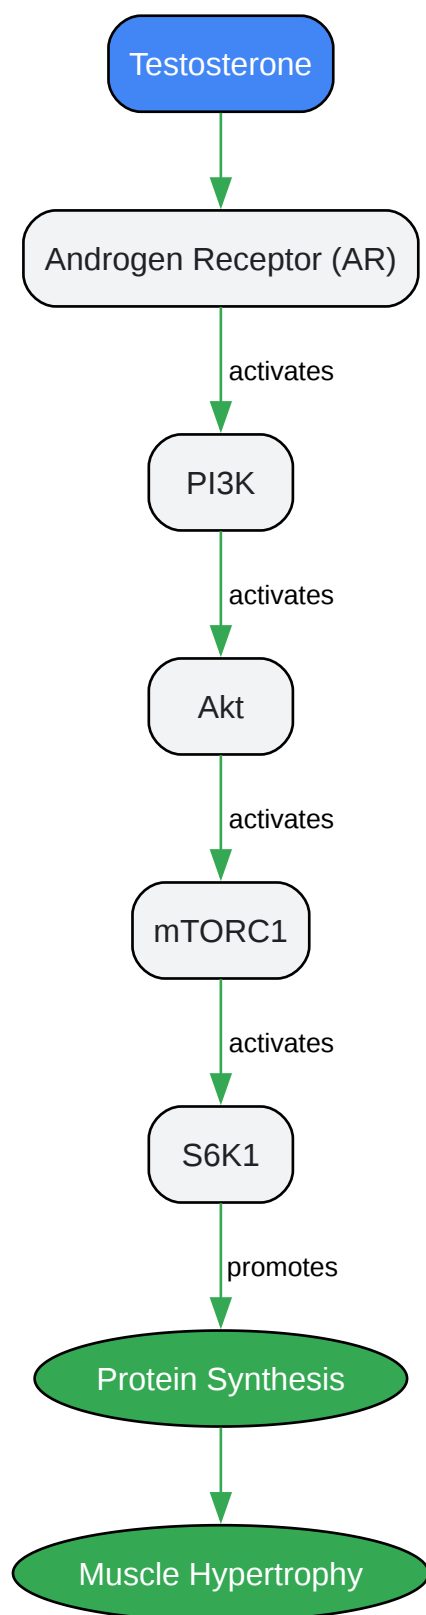 Testosterone
Androgen Receptor (AR)
activates
PI3K
activates
Akt
activates
mTORC1
activates
S6K1
promotes
Protein Synthesis
Muscle Hypertrophy